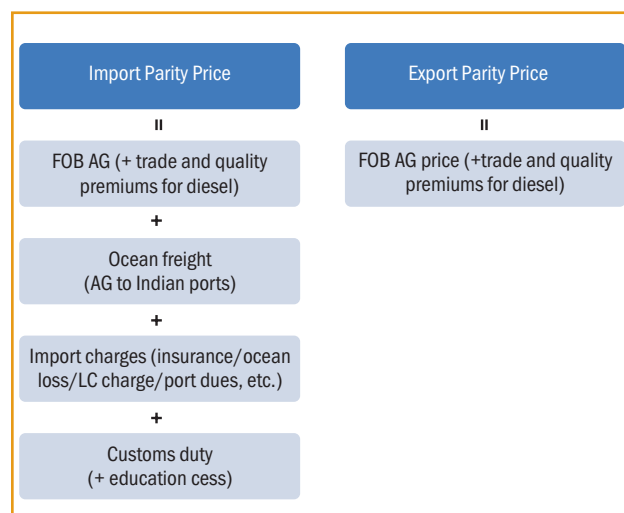 Import Parity Price
=
FOB AG (+ trade and quality
premiums for diesel)
+
Ocean freight
(AG to Indian ports)
+
Import charges (insurance/ocean
loss/LC charge/port dues, etc.)
+
Customs duty
(+ education cess)
Export Parity Price
=
FOB AG price (+trade and quality
premiums for diesel)